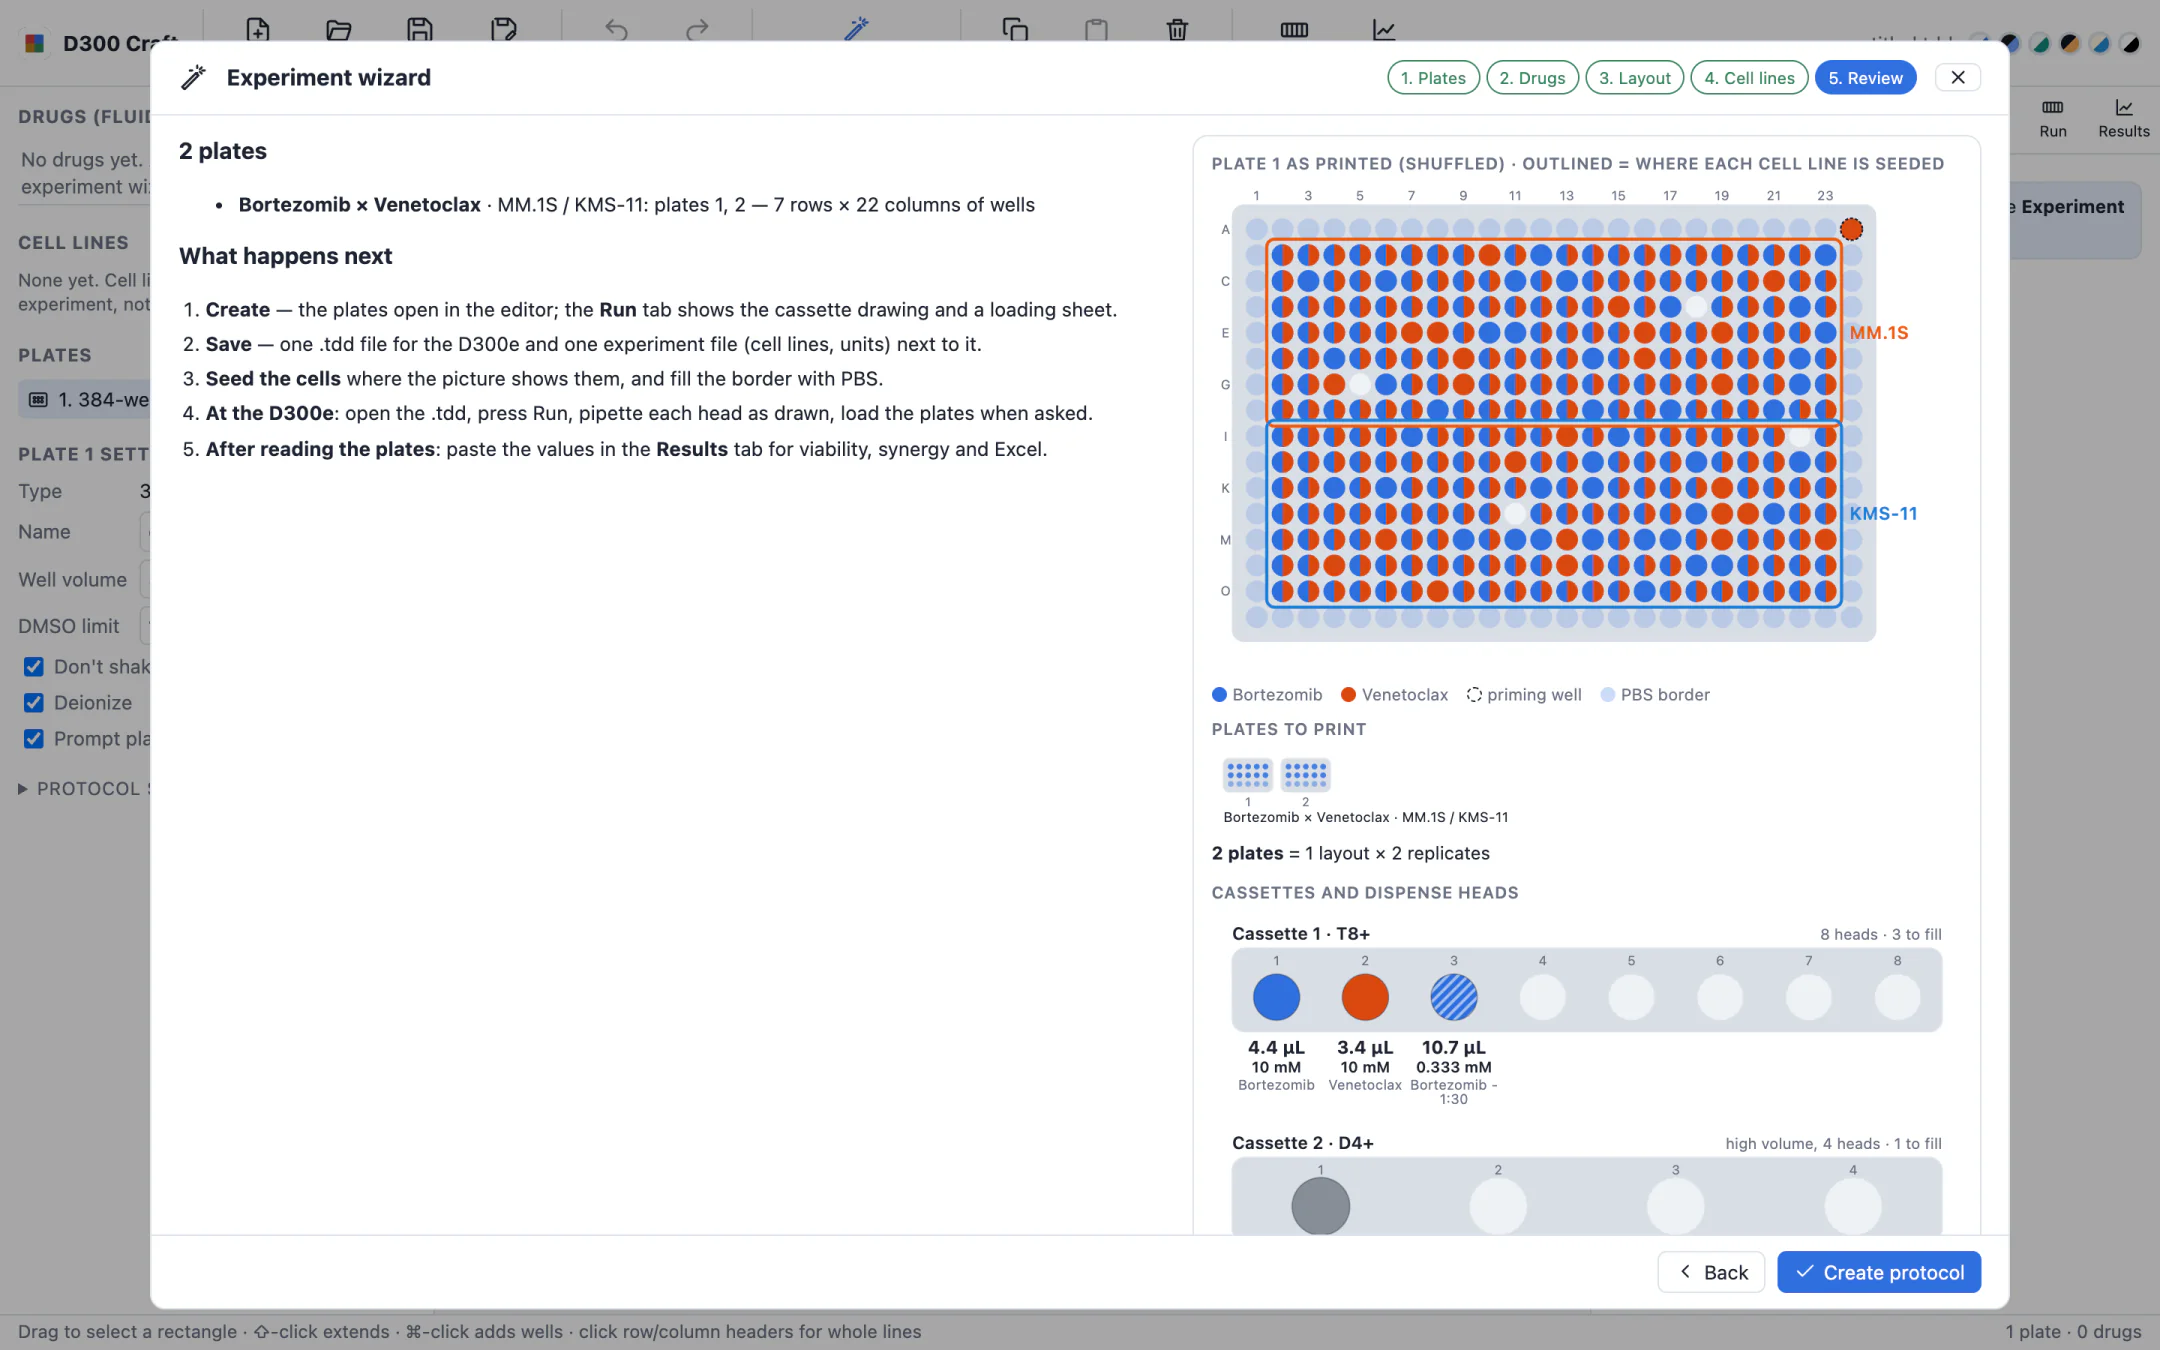 D300 Craft
Experiment wizard
1. Plates
2. Drugs
3. Layout
4. Cell lines
5. Review
Run
Results
DRUGS (FLUID
No drugs yet.
experiment wi
CELL LINES
None yet. Cell li
experiment, not
PLATES
1. 384-we
PLATE 1 SETT
Type 3
Name
Well volume
DMSO limit
Don't shak
Deionize
Prompt pla
PROTOCOL S
2 plates
Bortezomib × Venetoclax · MM.1S / KMS-11: plates 1, 2 — 7 rows × 22 columns of wells
What happens next
1. Create — the plates open in the editor; the Run tab shows the cassette drawing and a loading sheet.
2. Save — one .tdd file for the D300e and one experiment file (cell lines, units) next to it.
3. Seed the cells where the picture shows them, and fill the border with PBS.
4. At the D300e: open the .tdd, press Run, pipette each head as drawn, load the plates when asked.
5. After reading the plates: paste the values in the Results tab for viability, synergy and Excel.
PLATE 1 AS PRINTED (SHUFFLED) · OUTLINED = WHERE EACH CELL LINE IS SEEDED
1 3 5 7 9 11 13 15 17 19 21 23
A
C
E
G
I
K
M
O
MM.1S
KMS-11
Bortezomib
Venetoclax
priming well
PBS border
PLATES TO PRINT
1 2
Bortezomib × Venetoclax · MM.1S / KMS-11
2 plates = 1 layout × 2 replicates
CASSETTES AND DISPENSE HEADS
Cassette 1 · T8+
8 heads · 3 to fill
1 2 3 4 5 6 7 8
4.4 µL 3.4 µL 10.7 µL
10 mM 10 mM 0.333 mM
Bortezomib Venetoclax Bortezomib -
1:30
Cassette 2 · D4+
high volume, 4 heads · 1 to fill
1 2 3 4
e Experiment
Back
Create protocol
Drag to select a rectangle · ⇧-click extends · ⌘-click adds wells · click row/column headers for whole lines
1 plate · 0 drugs